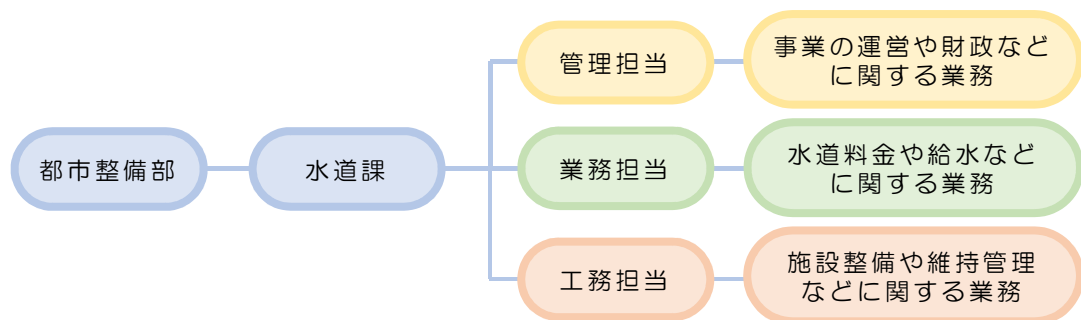 都市整備部
水道課
管理担当
事業の運営や財政など
に関する業務
業務担当
水道料金や給水など
に関する業務
工務担当
施設整備や維持管理
などに関する業務